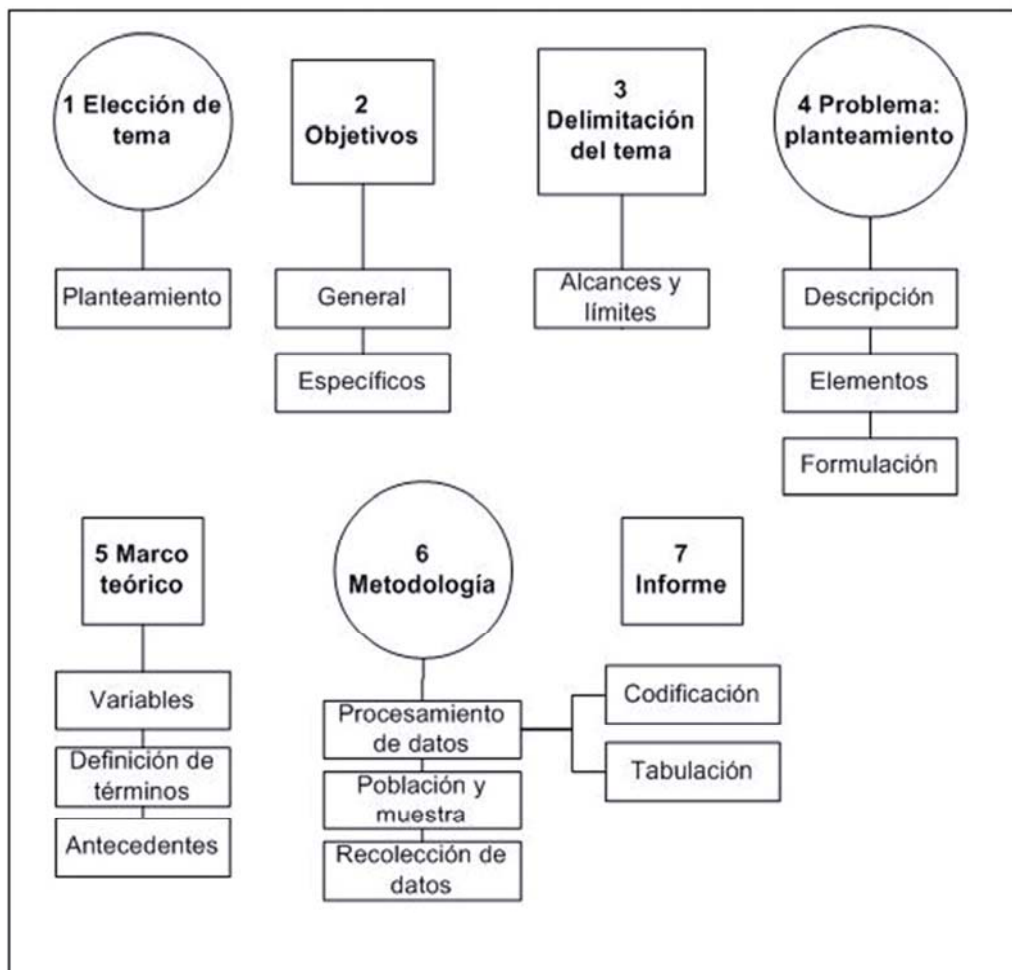 1 Elección de
tema
Planteamiento
2
Objetivos
General
Específicos
3
Delimitación
del tema
Alcances y
límites
4 Problema:
planteamiento
Descripción
Elementos
Formulación
5 Marco
teórico
Variables
Definición de
términos
Antecedentes
6
Metodología
Procesamiento
de datos
Codificación
Tabulación
Población y
muestra
Recolección de
datos
7
Informe